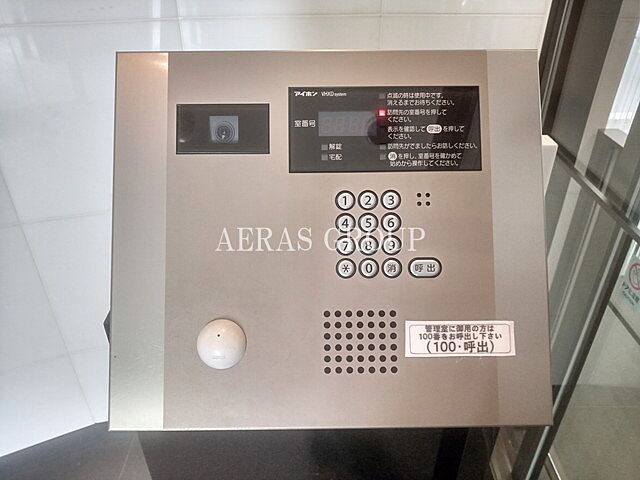 アイホン VHXD system
点滅の時は使用中です。
消えるまでお待ちください。
訪問先の室番号を押して
ください。
室番号
表示を確認して 呼出 を押して
ください。
解錠
訪問先がでましたらお話しください。
宅配
消 を押し、室番号を確かめて
始めから操作してください。
1 2 3
4 5 6
AERAS GROUP
7 8 9
* 0 消 呼出
管理室に御用の方は
100番をお呼出し下さい
(100・呼出)